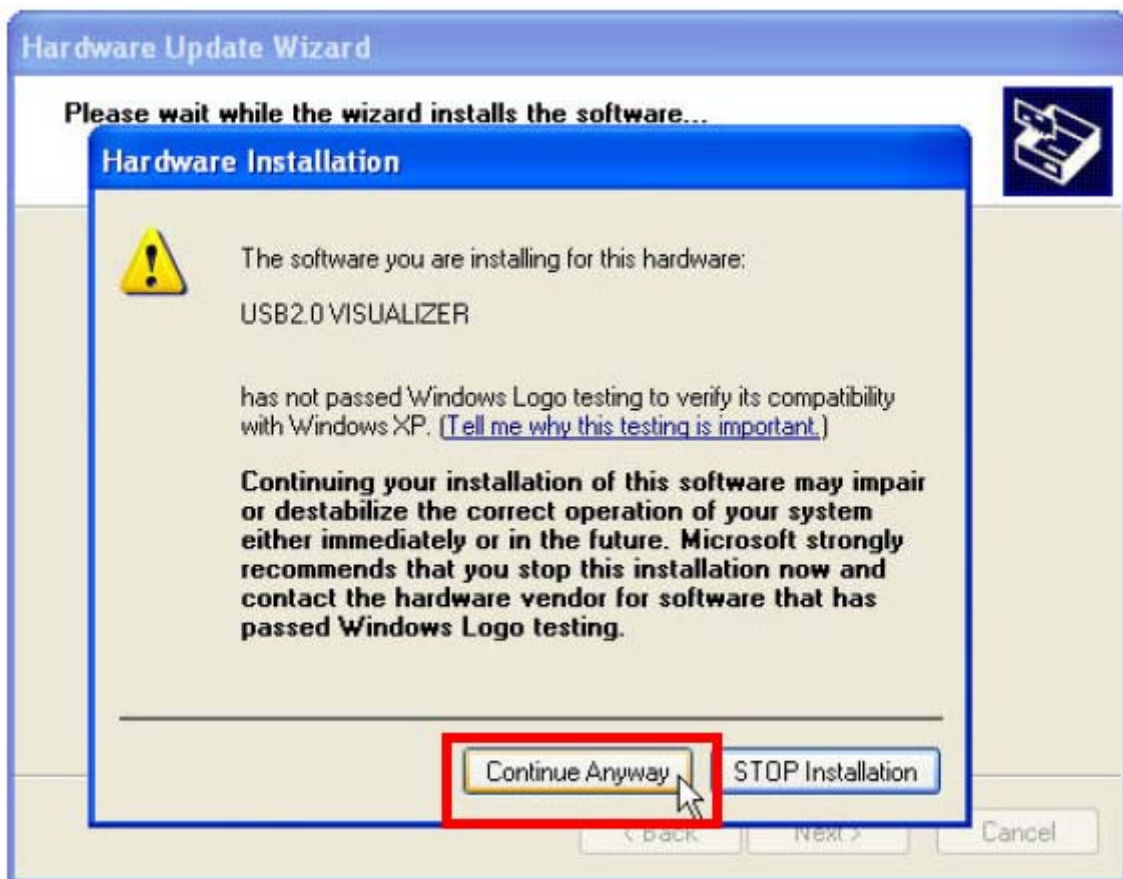 Hardware Update Wizard
Please wait while the wizard installs the software...
Hardware Installation
The software you are installing for this hardware:
USB2.0 VISUALIZER
has not passed Windows Logo testing to verify its compatibility
with Windows XP. (Tell me why this testing is important.)
Continuing your installation of this software may impair
or destabilize the correct operation of your system
either immediately or in the future. Microsoft strongly
recommends that you stop this installation now and
contact the hardware vendor for software that has
passed Windows Logo testing.
Continue Anyway
STOP Installation
< Back
Next >
Cancel